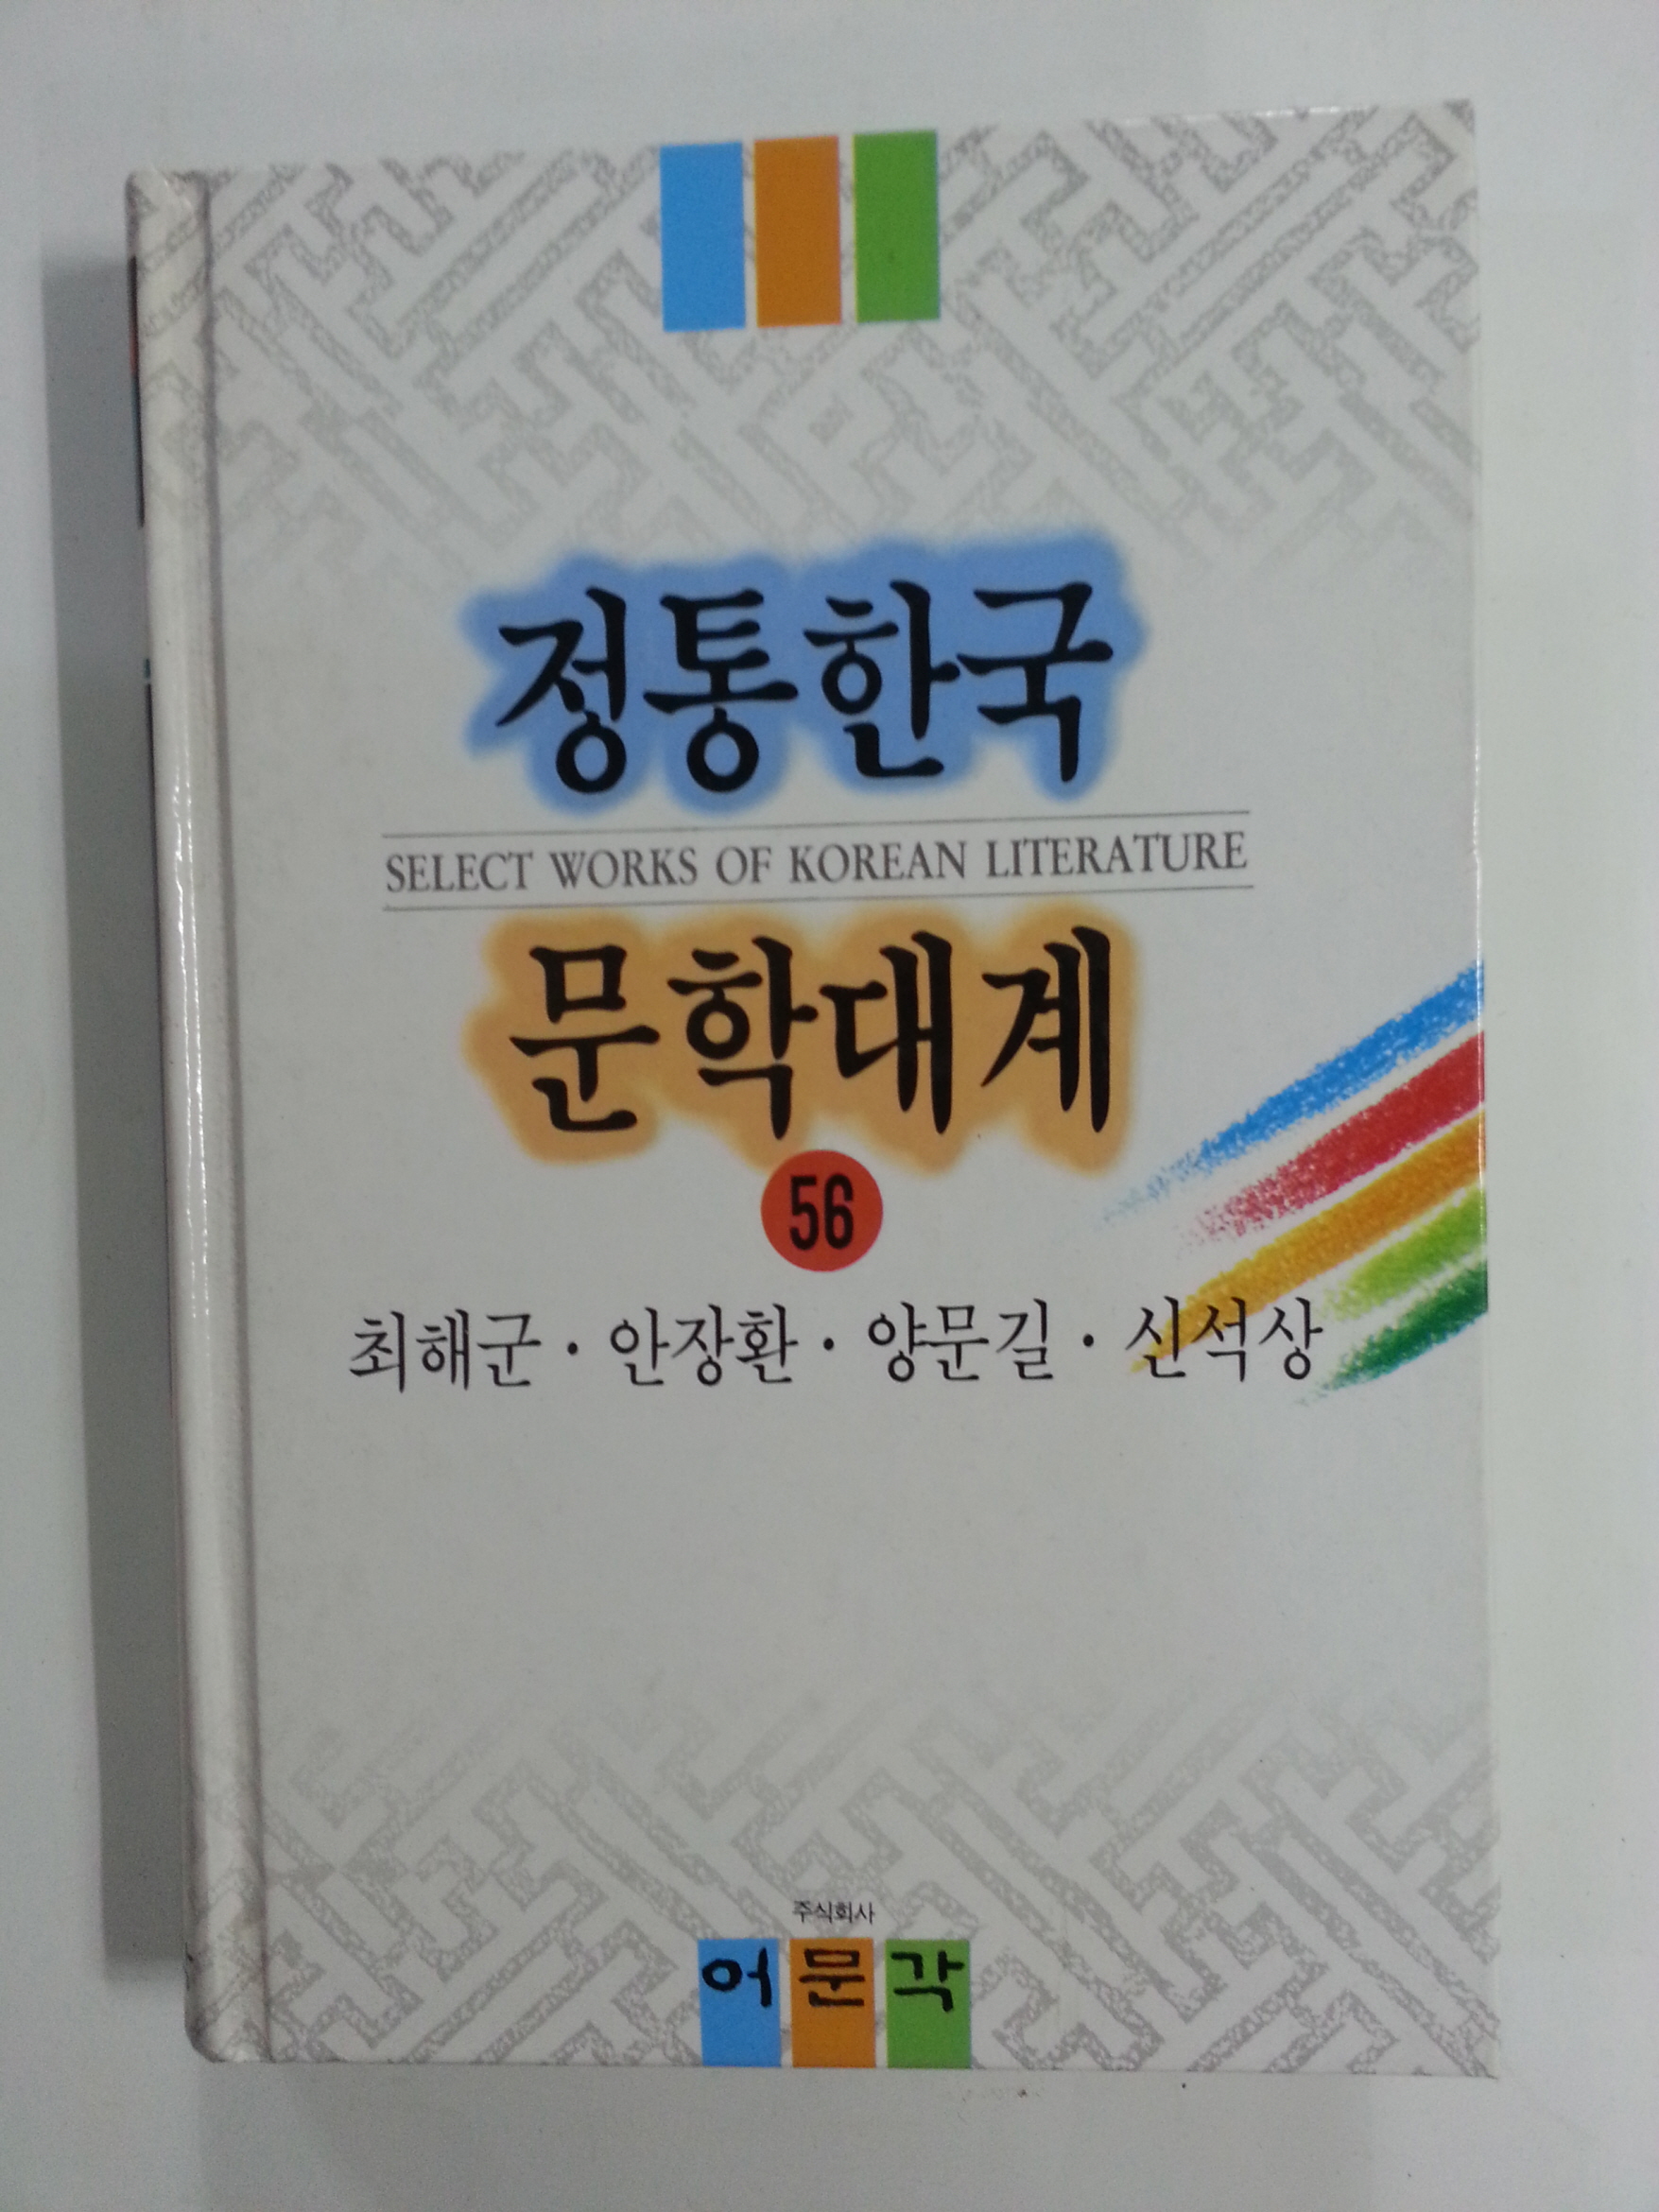 정통한국
SELECT WORKS OF KOREAN LITERATURE
문학대계
56
최해군 · 안장환 · 양문길 · 신석상
주식회사
어문각